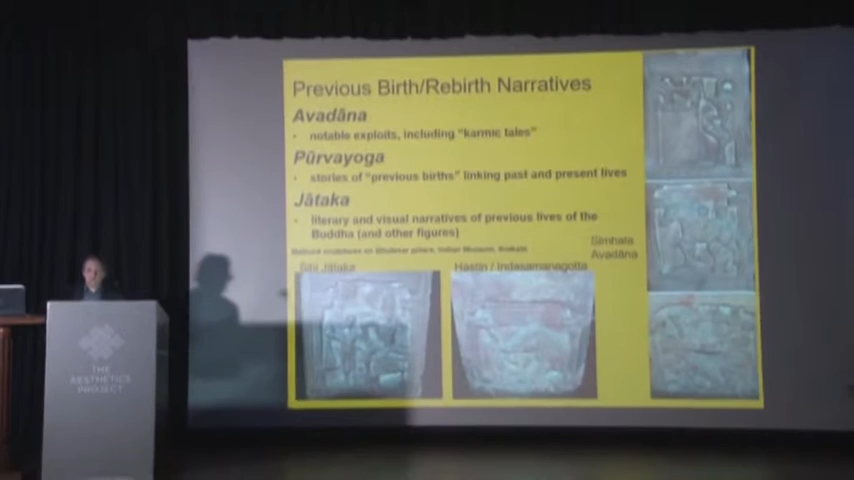 Previous Birth/Rebirth Narratives
Avadāna
• notable exploits, including "karmic tales"
Pūrvayoga
• stories of "previous births" linking past and present lives
Jātaka
• literary and visual narratives of previous lives of the
Buddha (and other figures)
Simhala
Avadāna
Jātaka
Hastin / Indasamanagotta
THE
AESTHETICS
PROJECT